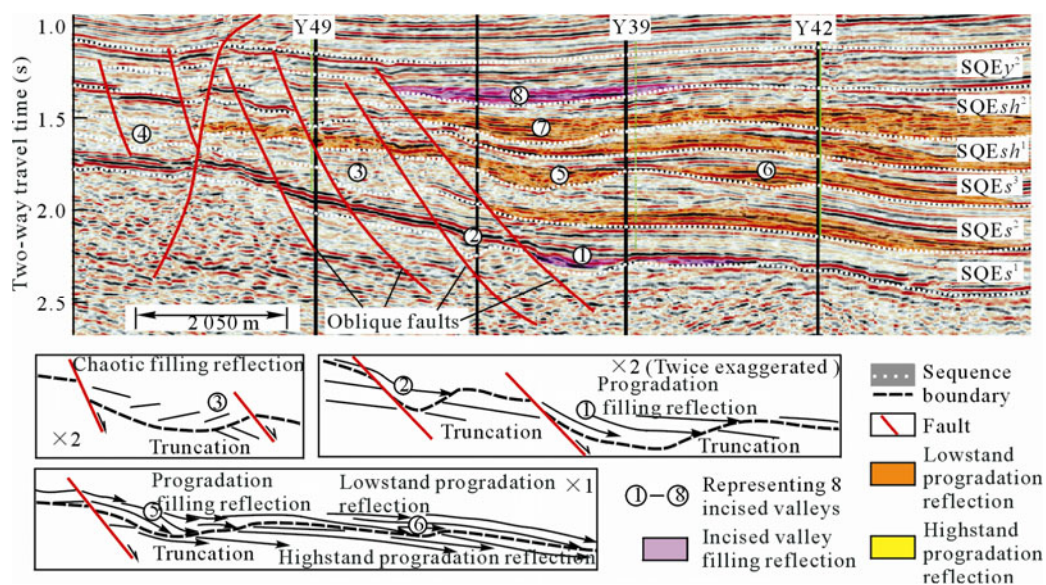 1.0
1.5
2.0
2.5
Two-way travel time (s)
Y49
Y39
Y42
SQEy²
SQEsh²
SQEsh¹
SQEs³
SQEs²
SQEs¹
⑧
⑦
④
③
⑤
⑥
②
①
2 050 m
Oblique faults
Chaotic filling reflection
③
×2
Truncation
×2 (Twice exaggerated)
②
Progradation
filling reflection
①
Truncation
Truncation
Progradation
filling reflection
Lowstand progradation
reflection
×1
⑤
⑥
Truncation
Highstand progradation reflection
①–⑧
Representing 8
incised valleys
Incised valley
filling reflection
Sequence
boundary
Fault
Lowstand
progradation
reflection
Highstand
progradation
reflection